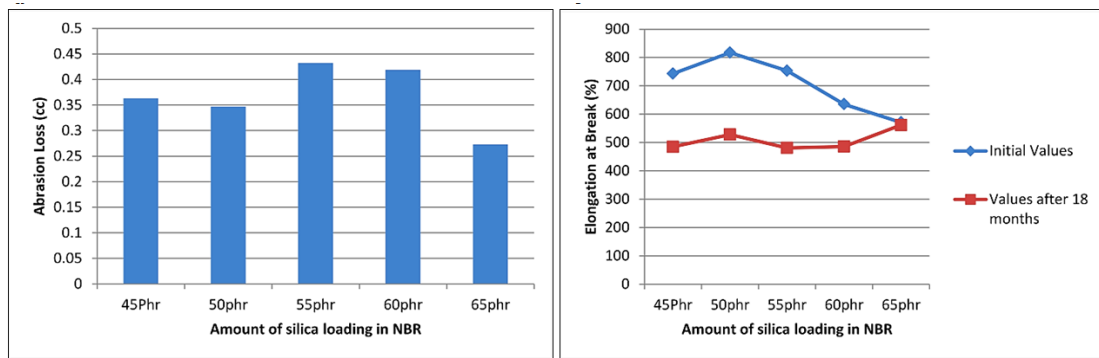 0.5
0.45
0.4
0.35
0.3
0.25
0.2
0.15
0.1
0.05
0
Abrasion Loss (cc)
45Phr 50phr 55phr 60phr 65phr
Amount of silica loading in NBR
900
800
700
600
500
400
300
200
100
0
Elongation at Break (%)
45Phr 50phr 55phr 60phr 65phr
Amount of silica loading in NBR
Initial Values
Values after 18
months